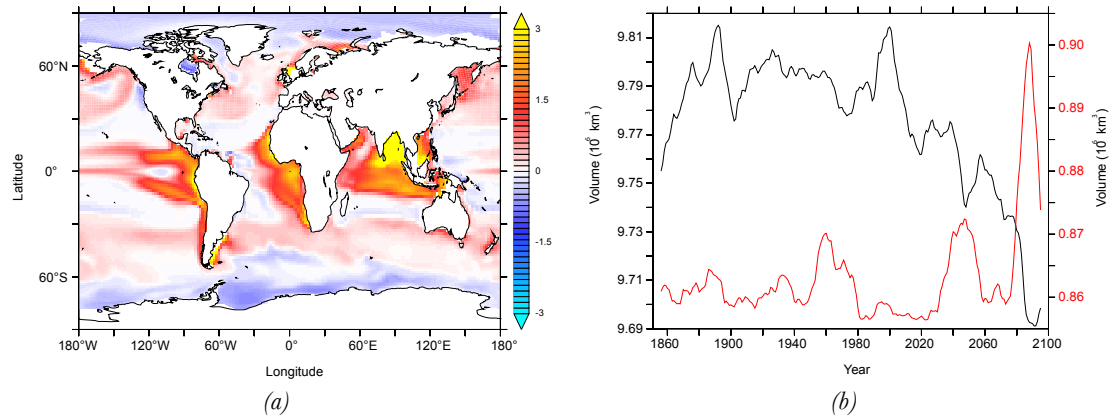 3
1.5
0
-1.5
-3
60°N
0°
60°S
Latitude
180°W
120°W
60°W
0°
60°E
120°E
180°
Longitude
(a)
9.81
9.79
9.77
9.75
9.73
9.71
9.69
Volume (10⁶ km³)
0.90
0.89
0.88
0.87
0.86
Volume (10⁶ km³)
1860
1900
1940
1980
2020
2060
2100
Year
(b)